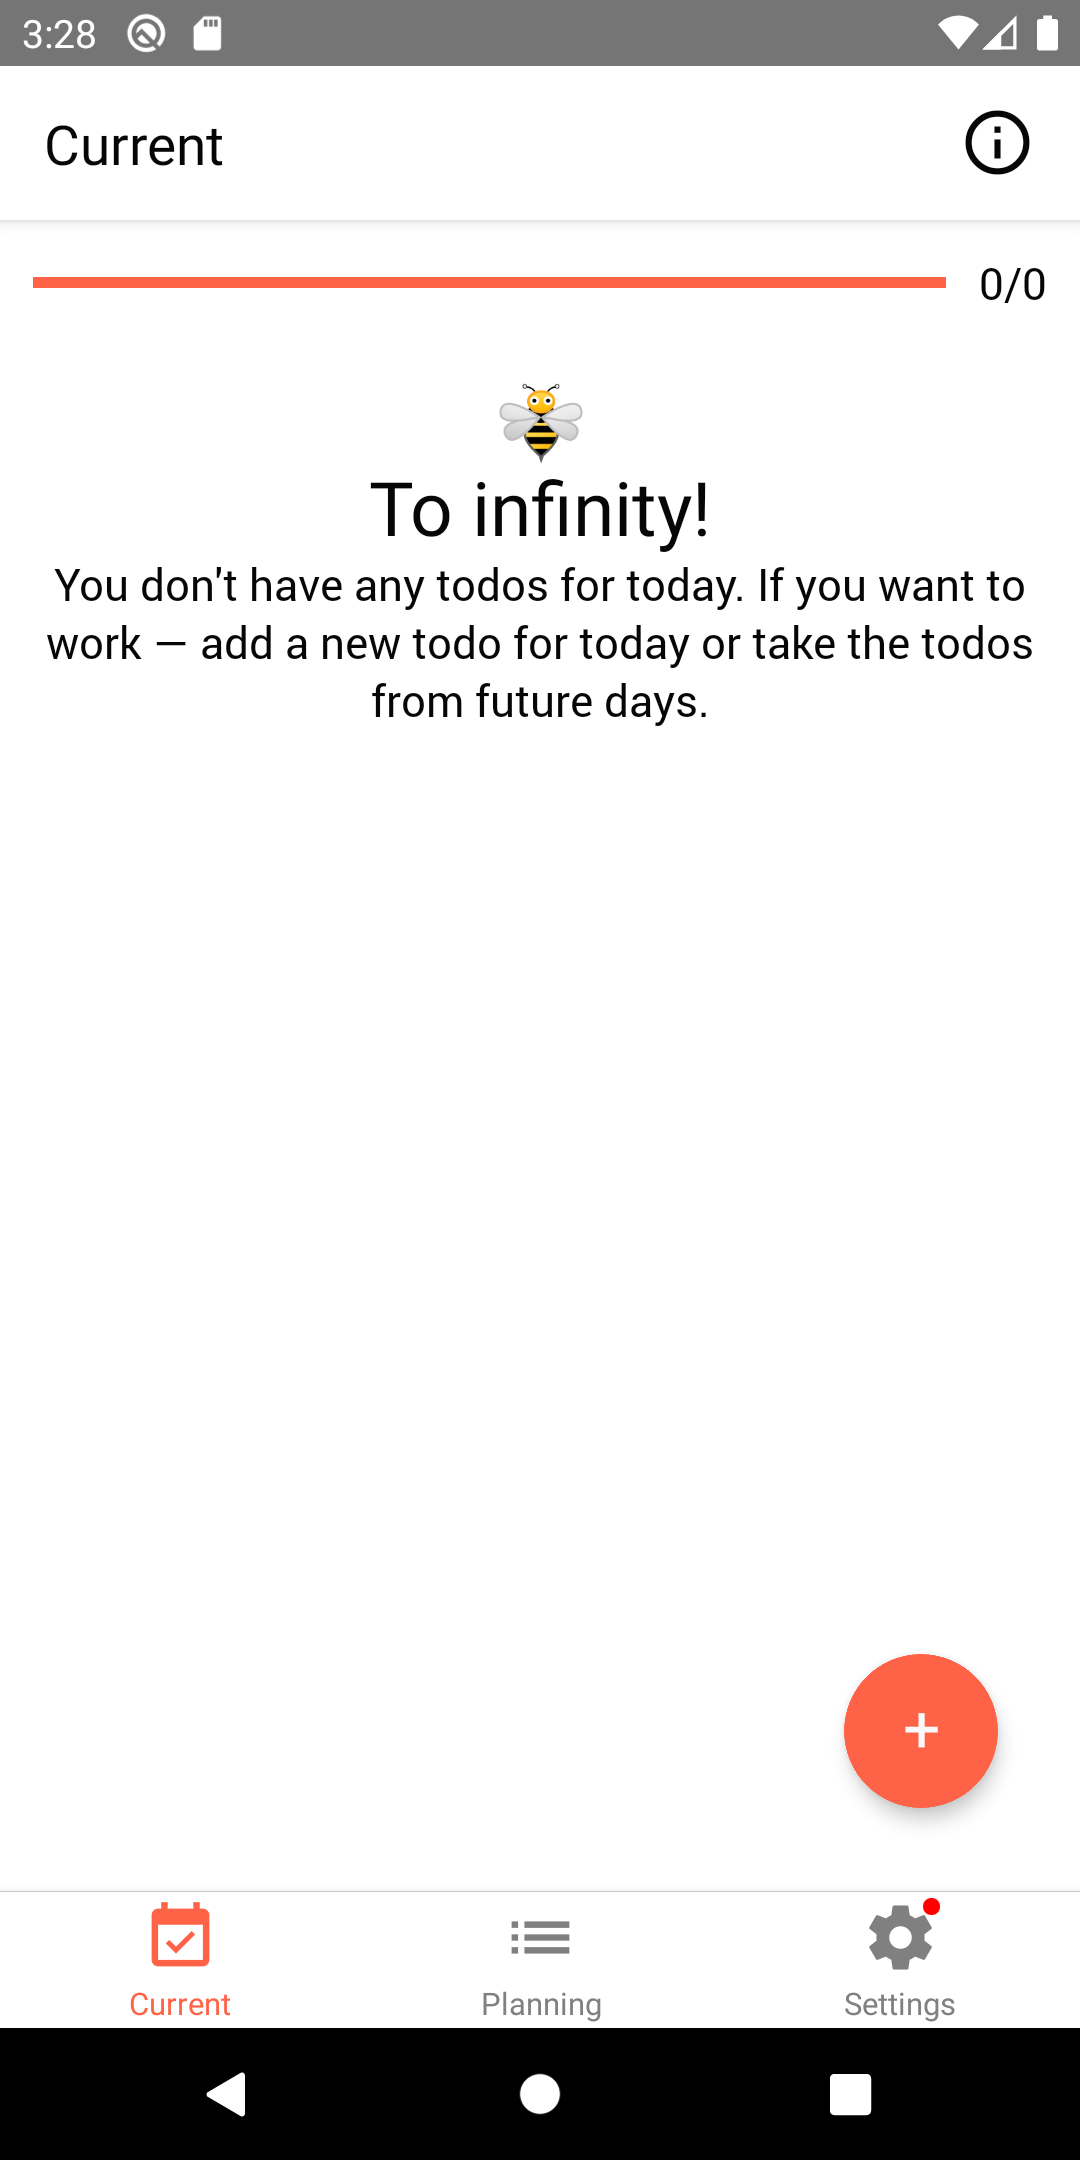 3:28
Current
0/0
To infinity!
You don't have any todos for today. If you want to
work — add a new todo for today or take the todos
from future days.
Current
Planning
Settings